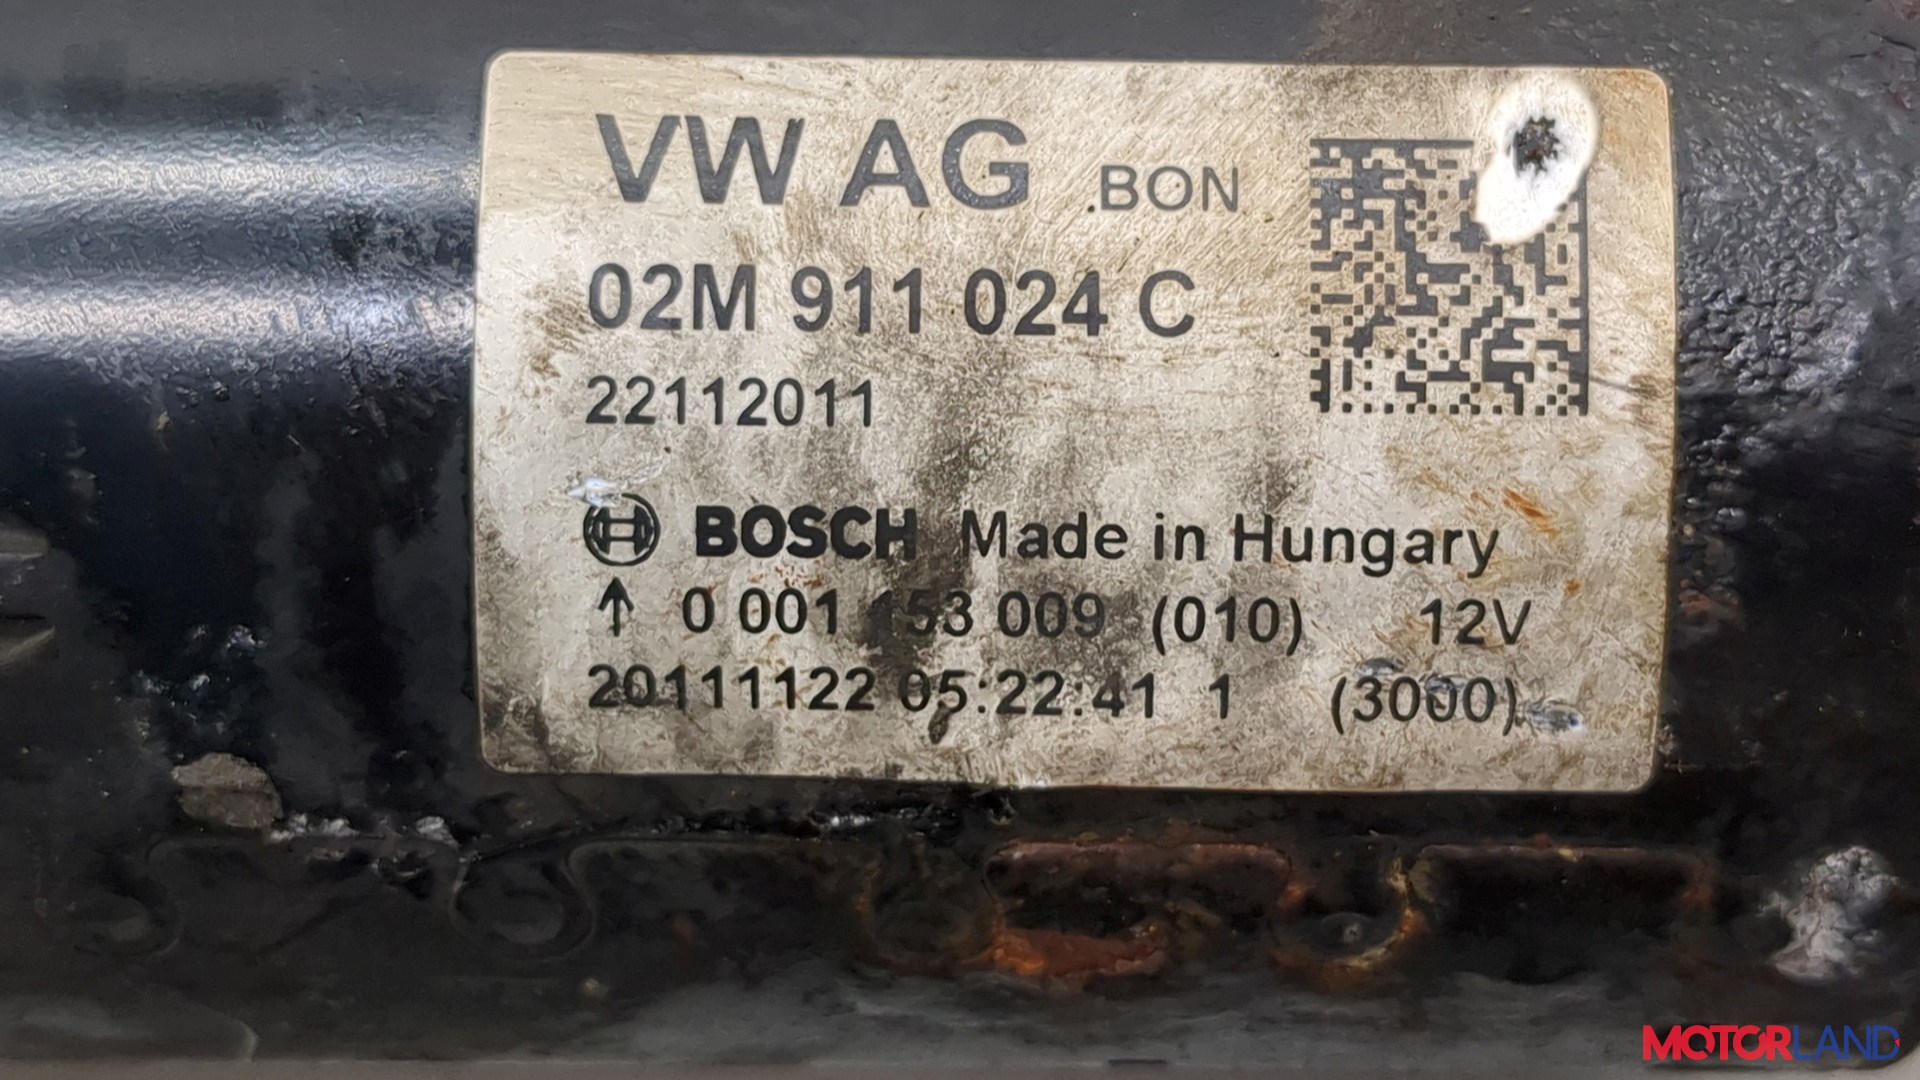 VW AG BON
02M 911 024 C
22112011
BOSCH Made in Hungary
↑ 0 001 153 009 (010) 12V
20111122 05:22:41 1 (3000)
MOTORLAND